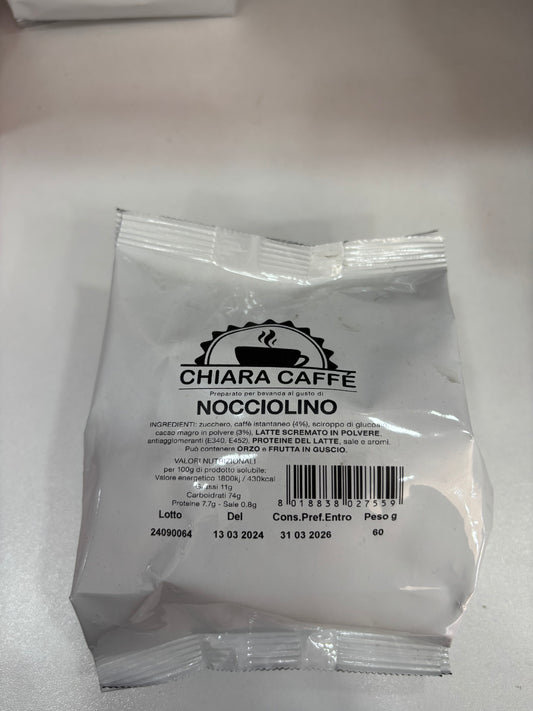 CHIARA CAFFÉ
Preparato per bevanda al gusto di
NOCCIOLINO
INGREDIENTI: zucchero, caffè istantaneo (4%), sciroppo di glucos
cacao magro in polvere (3%), LATTE SCREMATO IN POLVERE,
antiagglomeranti (E340, E452), PROTEINE DEL LATTE, sale e aromi.
Può contenere ORZO e FRUTTA IN GUSCIO.
VALORI NUTRIZIONALI
per 100g di prodotto solubile:
Valore energetico 1800kj / 430kcal
Grassi 11g
Carboidrati 74g
Proteine 7.7g - Sale 0.8g
8 018838 027559
Lotto Del Cons.Pref.Entro Peso g
24090064 13 03 2024 31 03 2026 60